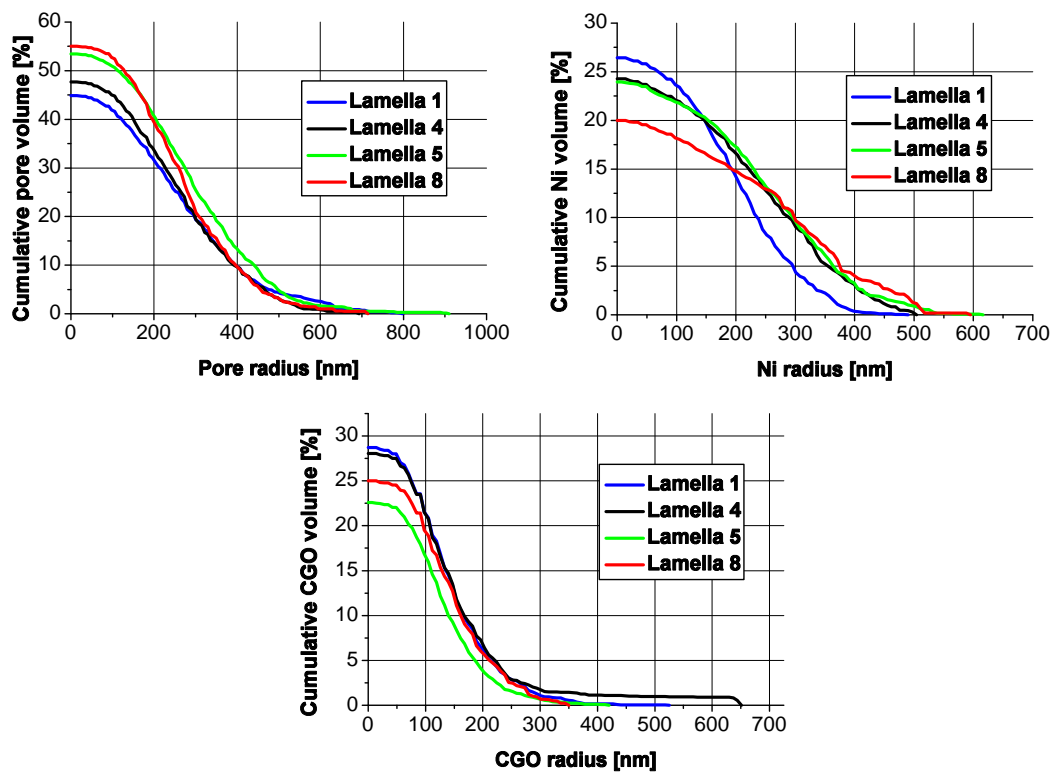 Cumulative pore volume [%]
60
50
40
30
20
10
0
0 200 400 600 800 1000
Pore radius [nm]
Lamella 1
Lamella 4
Lamella 5
Lamella 8
Cumulative Ni volume [%]
30
25
20
15
10
5
0
0 100 200 300 400 500 600 700
Ni radius [nm]
Lamella 1
Lamella 4
Lamella 5
Lamella 8
Cumulative CGO volume [%]
30
25
20
15
10
5
0
0 100 200 300 400 500 600 700
CGO radius [nm]
Lamella 1
Lamella 4
Lamella 5
Lamella 8